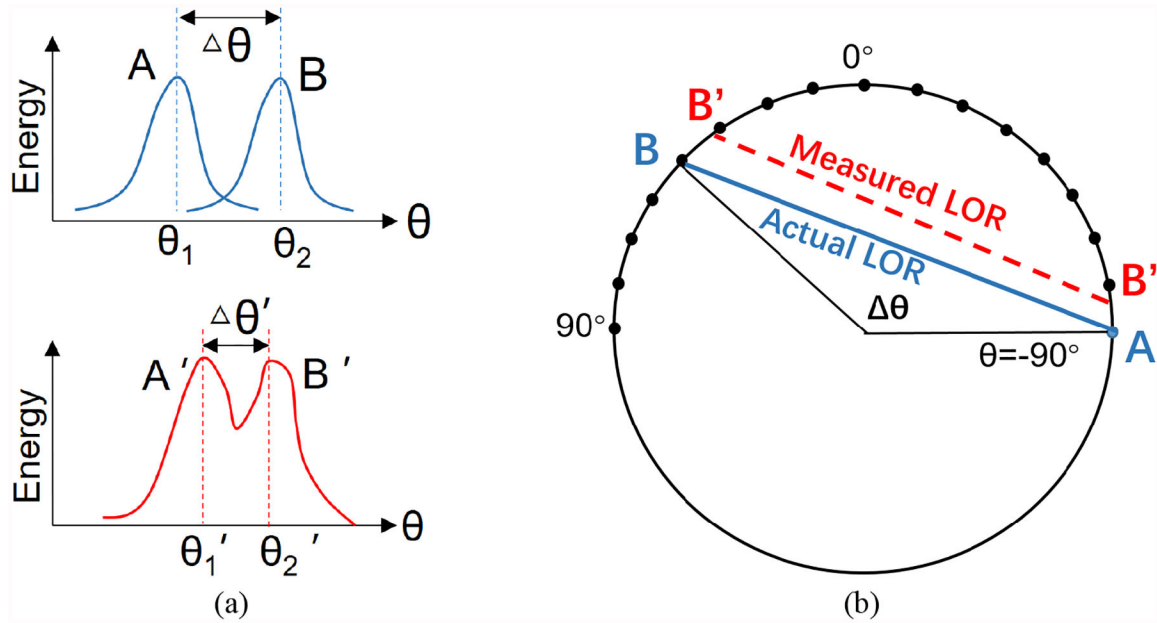 △θ
A
B
Energy
θ
θ1
θ2
△θ′
A ′
B ′
Energy
θ
θ1′
θ2 ′
(a)
0°
B’
B
Measured LOR
Actual LOR
B’
90°
Δθ
A
θ=-90°
(b)